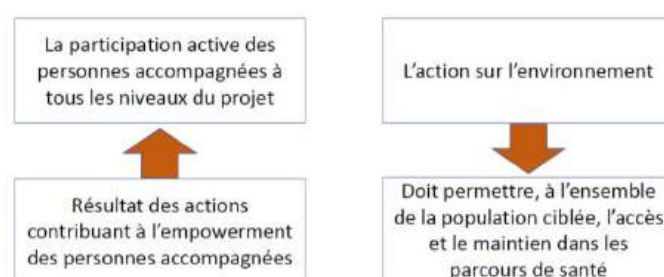 La participation active des
personnes accompagnées à
tous les niveaux du projet
Résultat des actions
contribuant à l'empowerment
des personnes accompagnées
L'action sur l'environnement
Doit permettre, à l'ensemble
de la population ciblée, l'accès
et le maintien dans les
parcours de santé